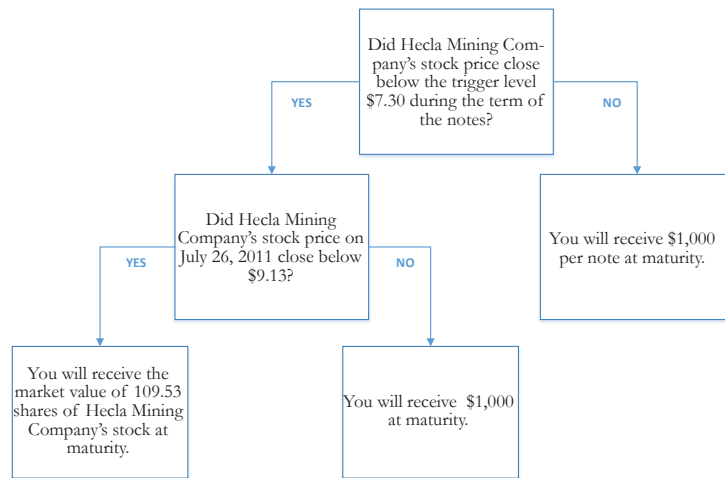 Did Hecla Mining Com-
pany's stock price close
below the trigger level
$7.30 during the term of
the notes?
YES
NO
Did Hecla Mining
Company's stock price on
July 26, 2011 close below
$9.13?
You will receive $1,000
per note at maturity.
YES
NO
You will receive the
market value of 109.53
shares of Hecla Mining
Company's stock at
maturity.
You will receive $1,000
at maturity.